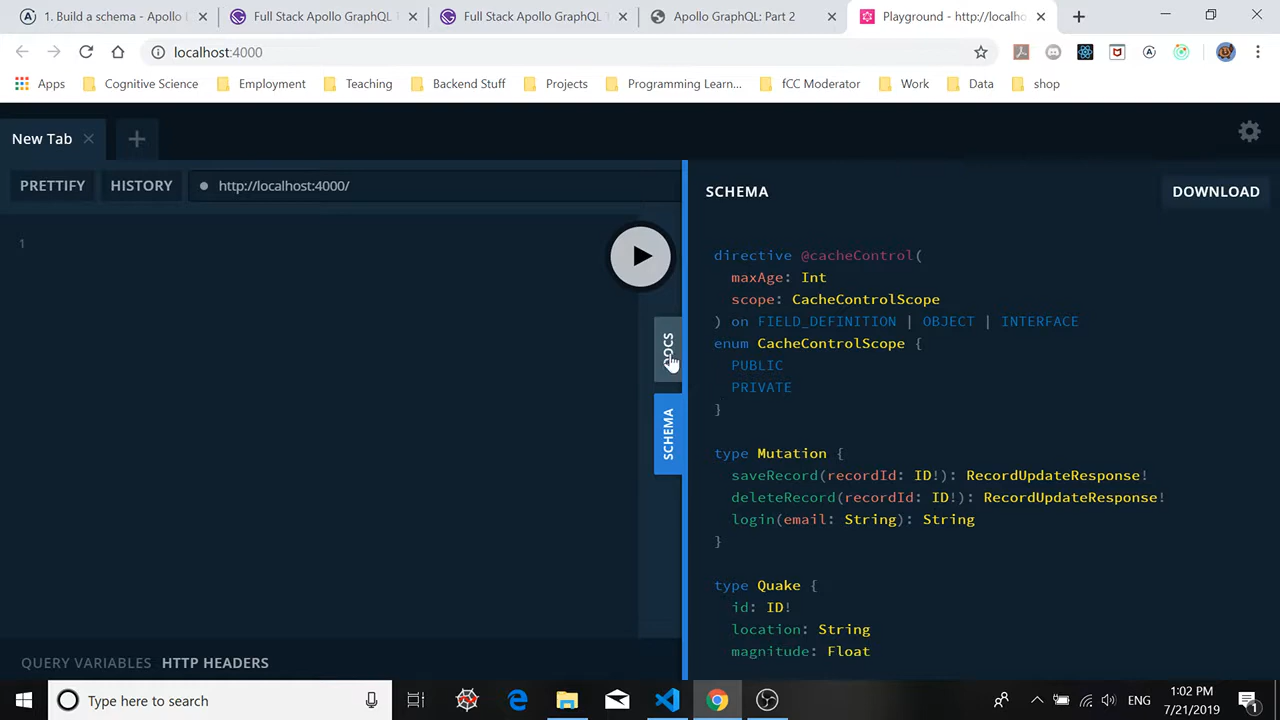 1. Build a schema - Apollo
Full Stack Apollo GraphQL
Full Stack Apollo GraphQL
Apollo GraphQL: Part 2
Playground - http://localho
localhost:4000
Apps
Cognitive Science
Employment
Teaching
Backend Stuff
Projects
Programming Learn...
fCC Moderator
Work
Data
shop
New Tab
PRETTIFY
HISTORY
http://localhost:4000/
SCHEMA
DOWNLOAD
1
DOCS
SCHEMA
directive @cacheControl(
maxAge: Int
scope: CacheControlScope
) on FIELD_DEFINITION | OBJECT | INTERFACE
enum CacheControlScope {
PUBLIC
PRIVATE
}
type Mutation {
saveRecord(recordId: ID!): RecordUpdateResponse!
deleteRecord(recordId: ID!): RecordUpdateResponse!
login(email: String): String
}
type Quake {
id: ID!
location: String
magnitude: Float
QUERY VARIABLES
HTTP HEADERS
Type here to search
ENG
1:02 PM
7/21/2019
1